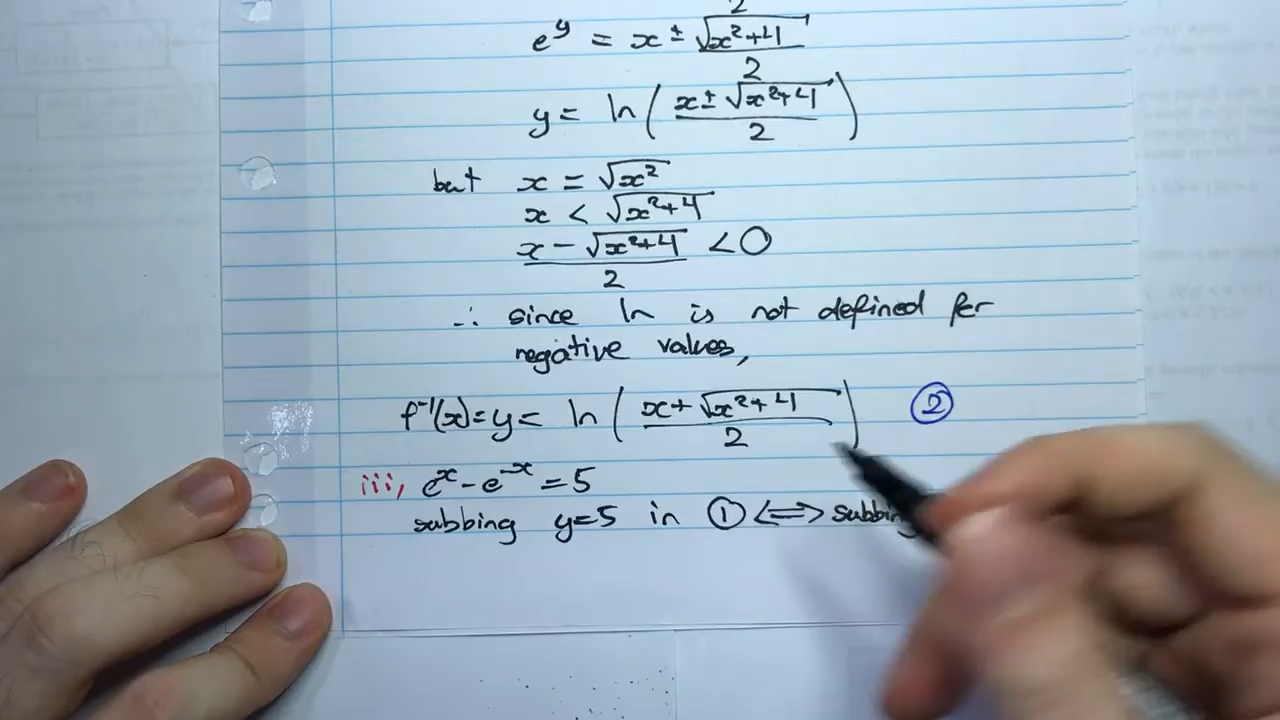 2
e^y = x ± √(x²+4)
2
y = ln( (x ± √(x²+4))/2 )
but x = √x²
x < √(x²+4)
(x − √(x²+4))/2 < 0
∴ since ln is not defined for
negative values,
f⁻¹(x) = y = ln( (x + √(x²+4))/2 ) ②
iii, e^x − e^−x = 5
subbing y=5 in ① <=> subbing